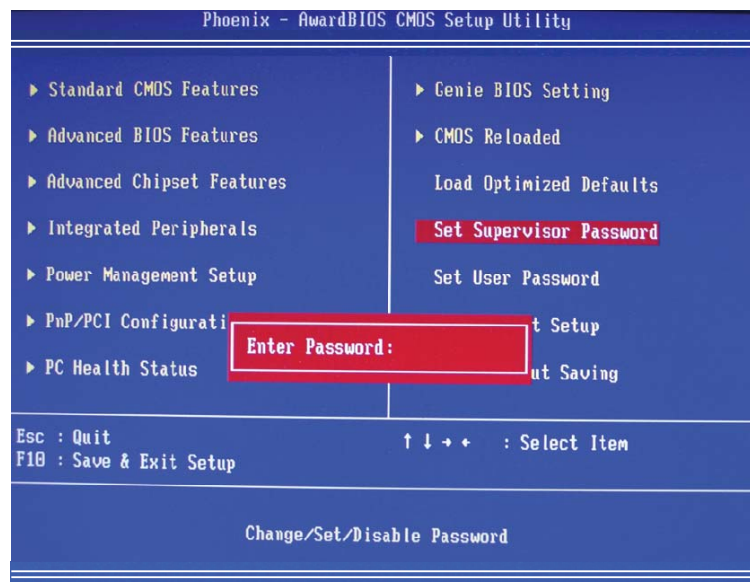 Phoenix - AwardBIOS CMOS Setup Utility
Standard CMOS Features
Advanced BIOS Features
Advanced Chipset Features
Integrated Peripherals
Power Management Setup
PnP/PCI
PC Health Status
Genie BIOS Setting
CMOS Reloaded
Load Optimized Defaults
Set Supervisor Password
Set User Password
Setup
Saving
Enter Password:
Esc : Quit
F10 : Save & Exit Setup
↑ ↓ → ← : Select Item
Change/Set/Disable Password